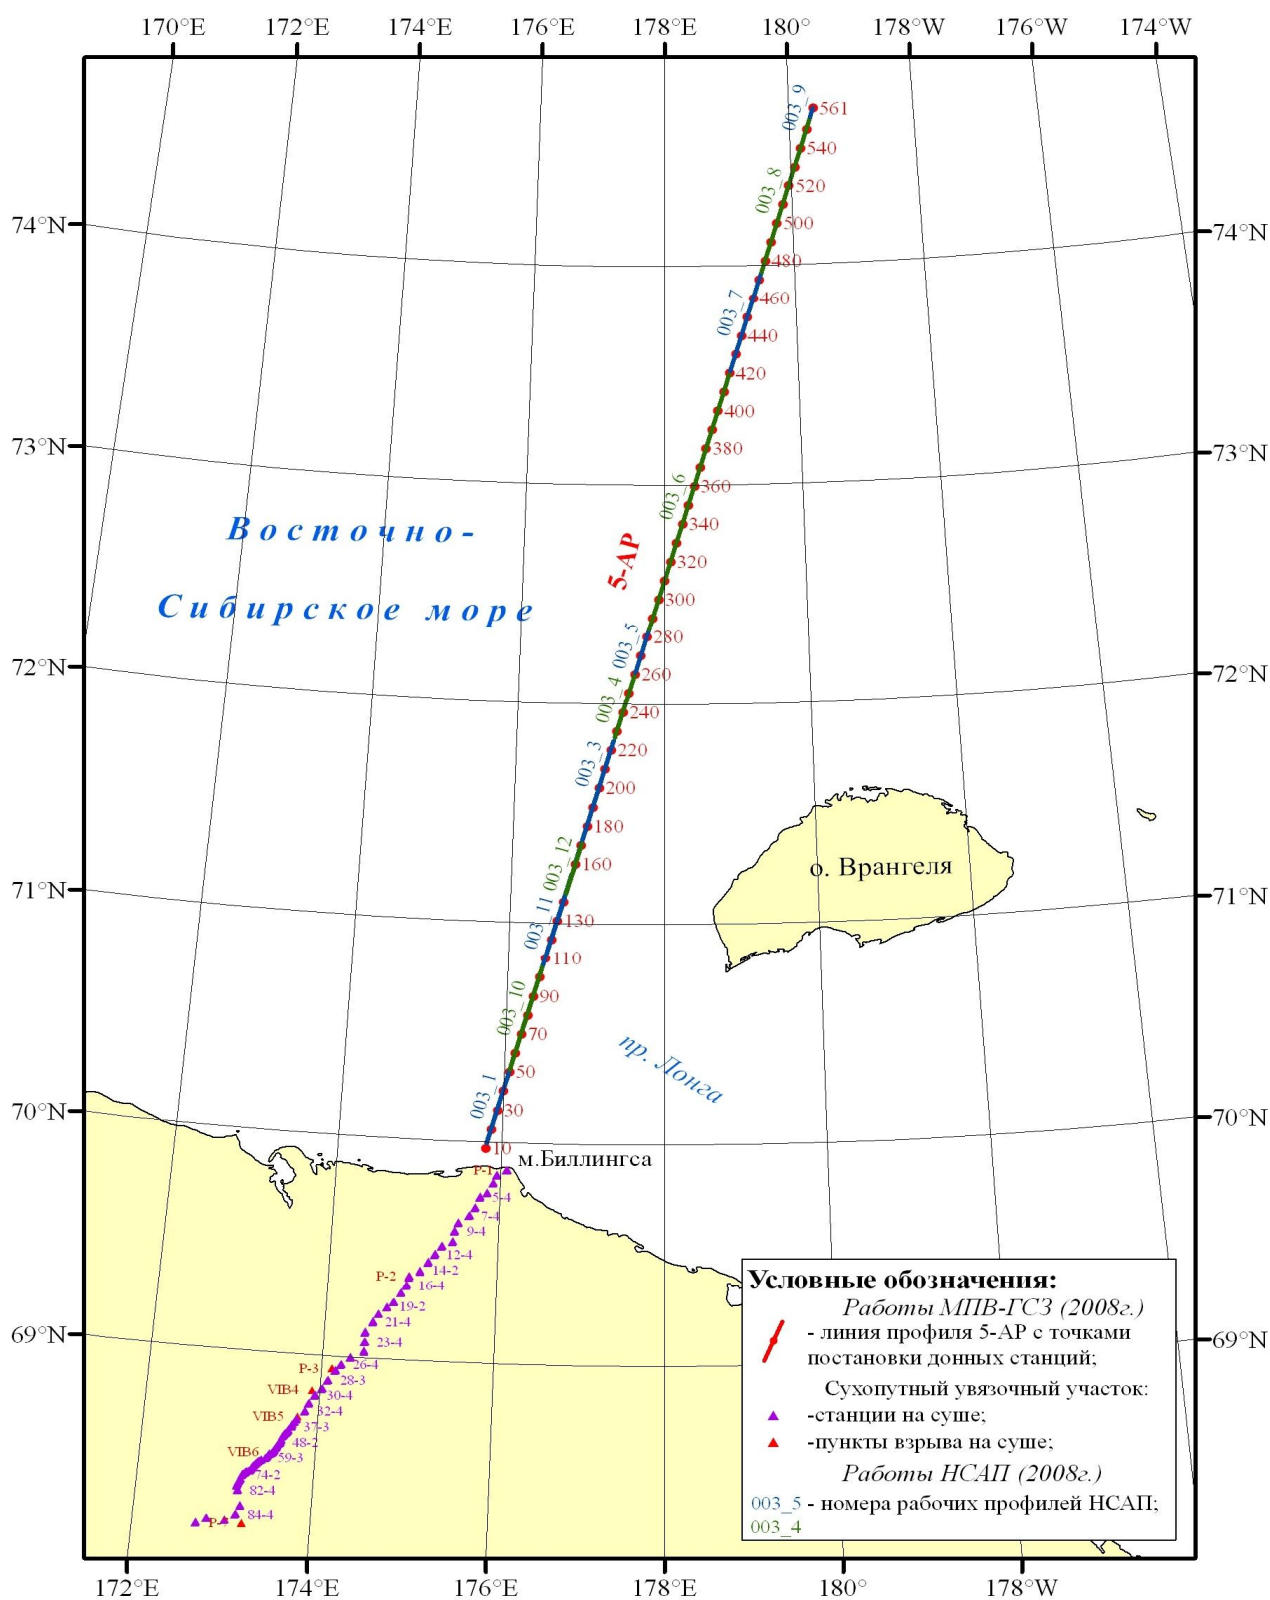 170°E 172°E 174°E 176°E 178°E 180° 178°W 176°W 174°W
003_9
561
540
003_8
520
74°N
500
74°N
480
003_7
460
440
420
400
73°N
380
73°N
003_6
360
340
Восточно-
5-АР
320
300
Сибирское море
280
003_5
72°N
260
72°N
003_4
240
220
003_3
200
180
003_12
160
о. Врангеля
71°N
71°N
003_11
130
110
003_10
90
70
пр. Лонга
50
003_1
30
70°N
70°N
10
м.Биллингса
P-1
5-4
7-4
9-4
12-4
14-2
P-2
16-4
19-2
21-4
69°N
23-4
69°N
26-4
P-3
28-3
VIB4
30-4
32-4
VIB5
37-3
48-2
VIB6
59-3
74-2
82-4
84-4
P-
Условные обозначения:
Работы МПВ-ГСЗ (2008г.)
- линия профиля 5-АР с точками
постановки донных станций;
Сухопутный увязочный участок:
-станции на суше;
-пункты взрыва на суше;
Работы НСАП (2008г.)
003_5 - номера рабочих профилей НСАП;
003_4
172°E 174°E 176°E 178°E 180° 178°W